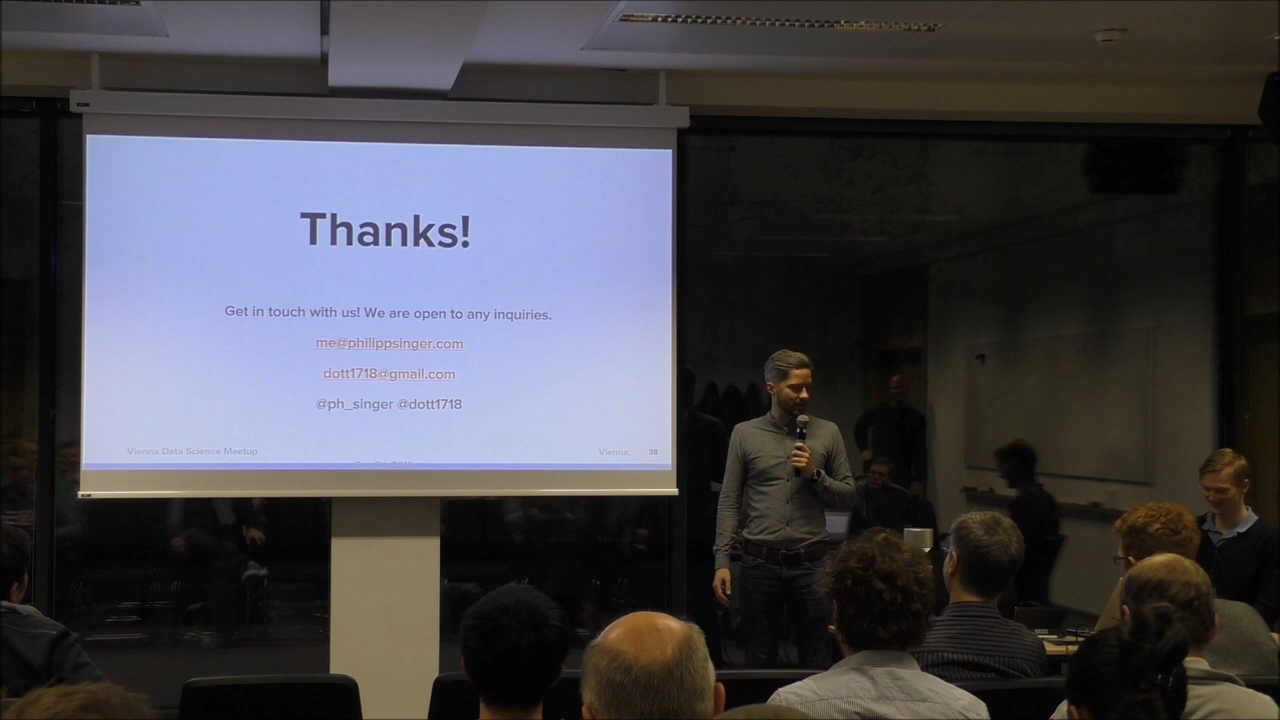 Thanks!
Get in touch with us! We are open to any inquiries.
me@philippsinger.com
dott1718@gmail.com
@ph_singer @dott1718
Vienna Data Science Meetup
Vienna,
38